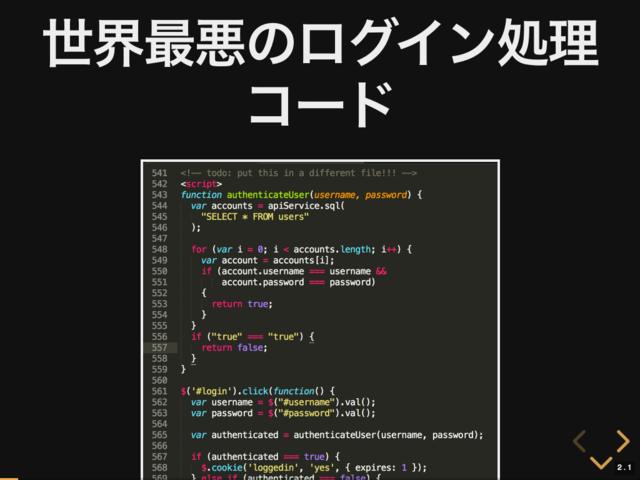 世界最悪のログイン処理
コード
541 <!-- todo: put this in a different file!!! -->
542 <script>
543 function authenticateUser(username, password) {
544 var accounts = apiService.sql(
545 "SELECT * FROM users"
546 );
547
548 for (var i = 0; i < accounts.length; i++) {
549 var account = accounts[i];
550 if (account.username === username &&
551 account.password === password)
552 {
553 return true;
554 }
555 }
556 if ("true" === "true") {
557 return false;
558 }
559 }
560
561 $('#login').click(function() {
562 var username = $("#username").val();
563 var password = $("#password").val();
564
565 var authenticated = authenticateUser(username, password);
566
567 if (authenticated === true) {
568 $.cookie('loggedin', 'yes', { expires: 1 });
569 } else if (authenticated === false) {
2.1